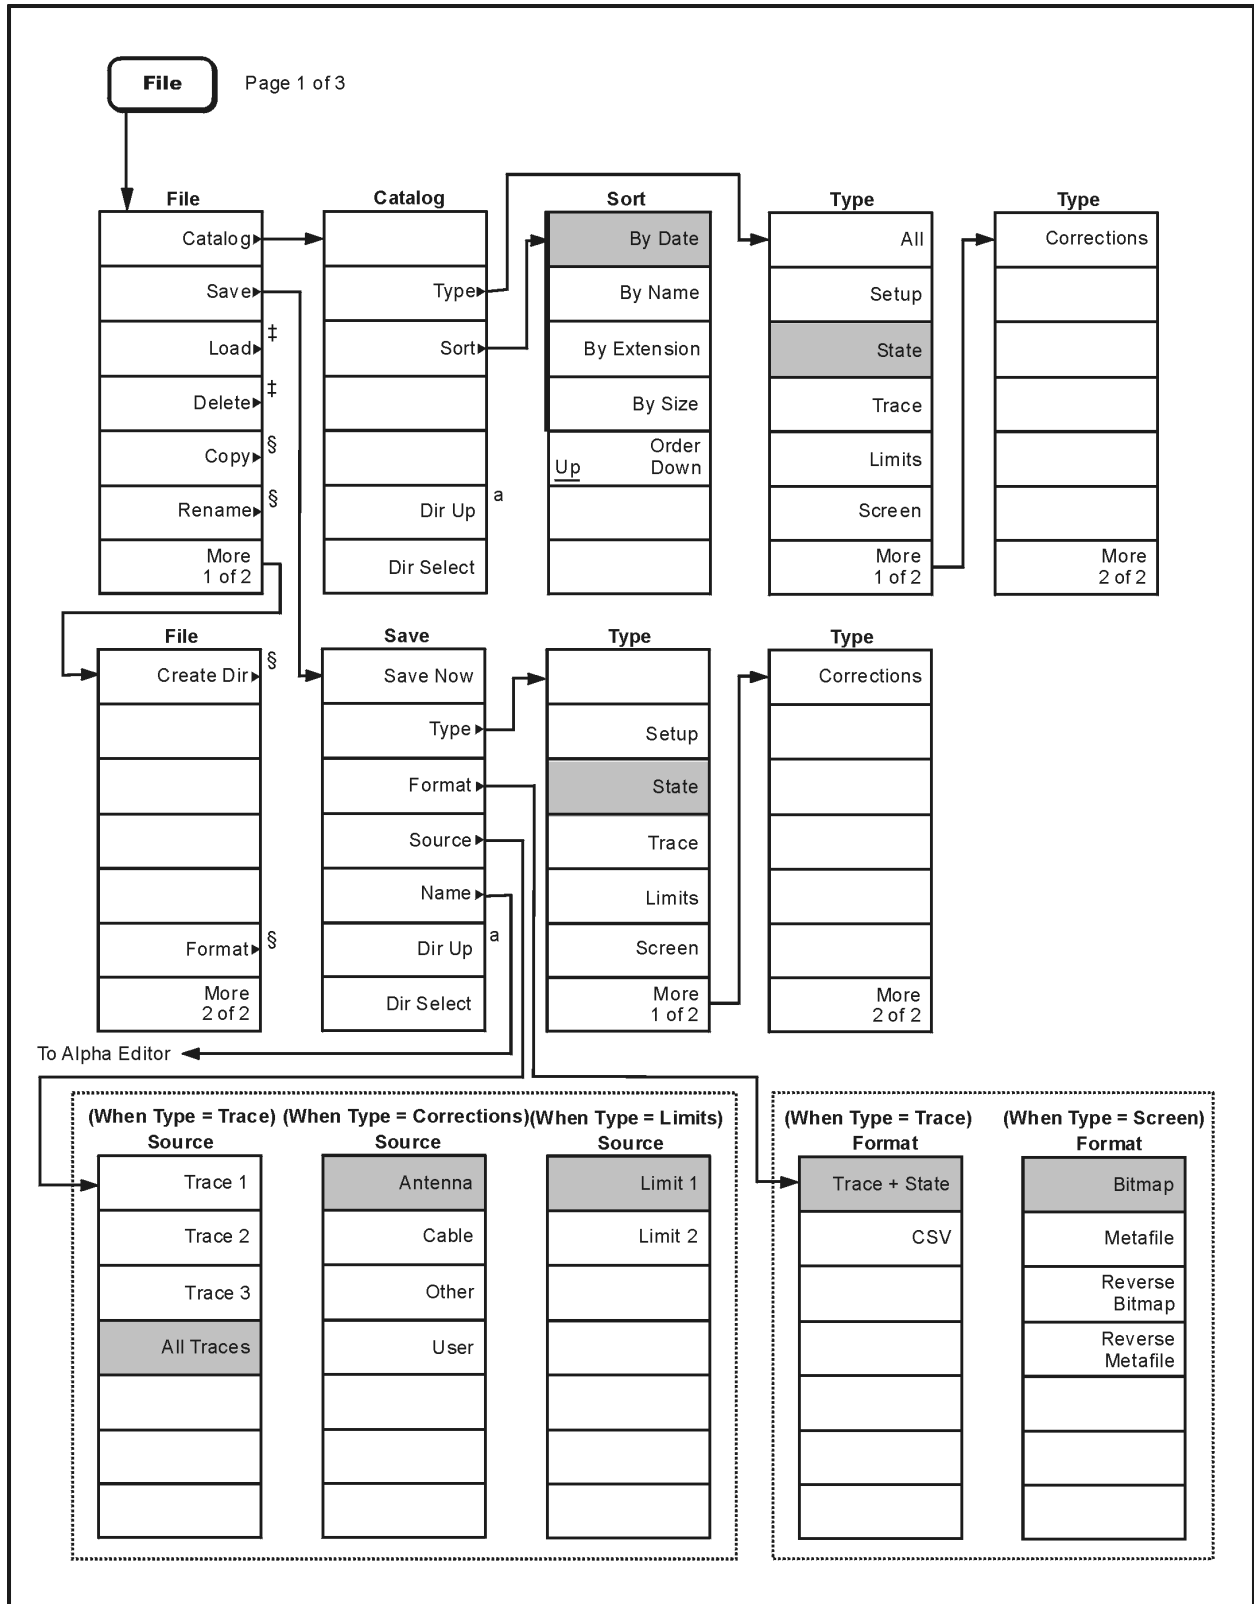 File
Page 1 of 3
File
Catalog
Save
Load
‡
Delete
‡
Copy
§
Rename
§
More
1 of 2
Catalog
Type
Sort
Dir Up
a
Dir Select
Sort
By Date
By Name
By Extension
By Size
Order
Up Down
Type
All
Setup
State
Trace
Limits
Screen
More
1 of 2
Type
Corrections
More
2 of 2
File
Create Dir
§
Format
§
More
2 of 2
Save
Save Now
Type
Format
Source
Name
Dir Up
a
Dir Select
Type
Setup
State
Trace
Limits
Screen
More
1 of 2
Type
Corrections
More
2 of 2
To Alpha Editor
(When Type = Trace)
Source
Trace 1
Trace 2
Trace 3
All Traces
(When Type = Corrections)
Source
Antenna
Cable
Other
User
(When Type = Limits)
Source
Limit 1
Limit 2
(When Type = Trace)
Format
Trace + State
CSV
(When Type = Screen)
Format
Bitmap
Metafile
Reverse
Bitmap
Reverse
Metafile